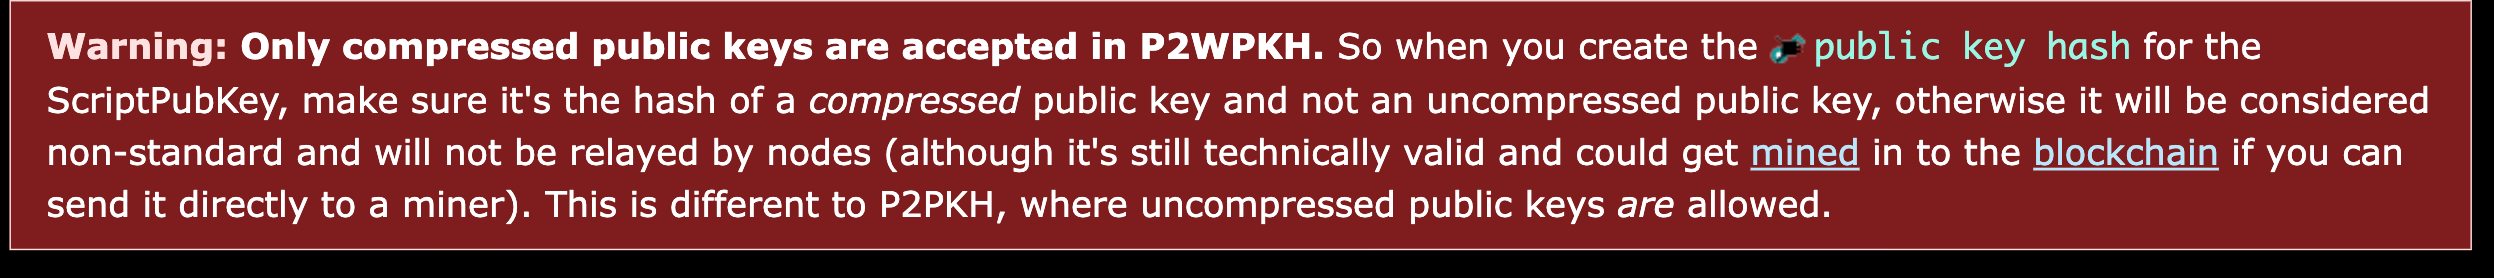 Warning: Only compressed public keys are accepted in P2WPKH. So when you create the public key hash for the
ScriptPubKey, make sure it's the hash of a compressed public key and not an uncompressed public key, otherwise it will be considered
non-standard and will not be relayed by nodes (although it's still technically valid and could get mined in to the blockchain if you can
send it directly to a miner). This is different to P2PKH, where uncompressed public keys are allowed.